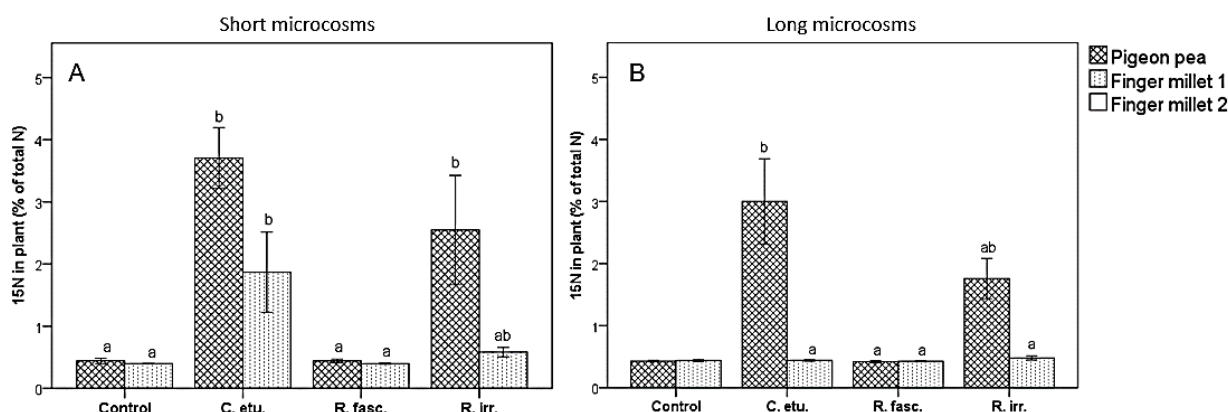 Short microcosms
Long microcosms
A
B
15N in plant (% of total N)
5
4
3
2
1
0
a
a
b
b
a
a
b
ab
Control
C. etu.
R. fasc.
R. irr.
15N in plant (% of total N)
5
4
3
2
1
0
b
a
a
a
ab
a
Control
C. etu.
R. fasc.
R. irr.
Pigeon pea
Finger millet 1
Finger millet 2